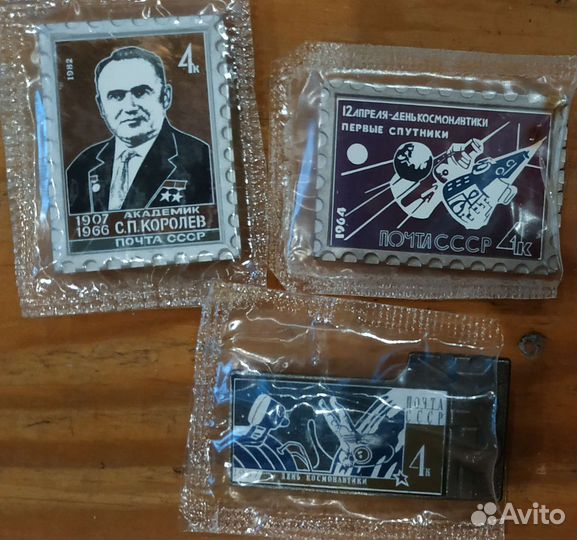 1982
4к
1907
1966
АКАДЕМИК
С.П.КОРОЛЕВ
ПОЧТА СССР
12 АПРЕЛЯ-ДЕНЬ КОСМОНАВТИКИ
ПЕРВЫЕ СПУТНИКИ
1964
ПОЧТА СССР 4к
ПОЧТА
СССР
4к
ДЕНЬ КОСМОНАВТИКИ
Avito